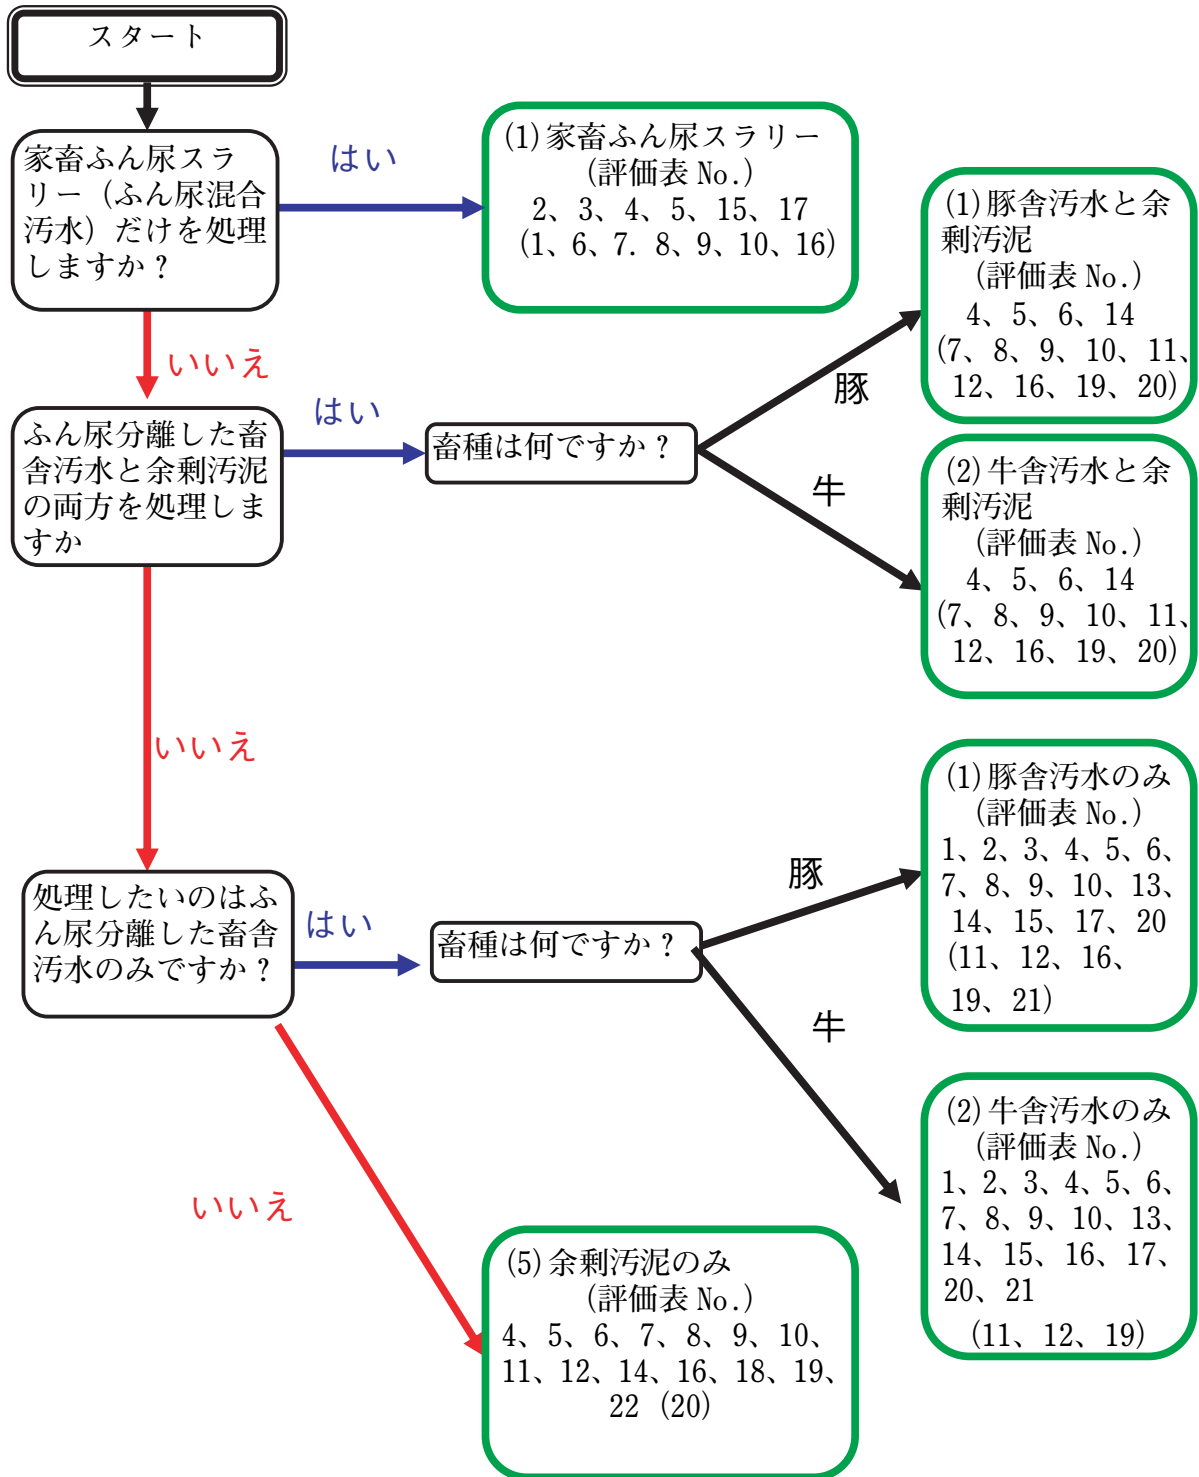 スタート
家畜ふん尿スラ
リー（ふん尿混合
汚水）だけを処理
しますか？
はい
(1)家畜ふん尿スラリー
（評価表 No.）
2、3、4、5、15、17
(1、6、7. 8、9、10、16)
いいえ
ふん尿分離した畜
舎汚水と余剰汚泥
の両方を処理しま
すか
はい
畜種は何ですか？
豚
(1)豚舎汚水と余
剰汚泥
（評価表 No.）
4、5、6、14
(7、8、9、10、11、
12、16、19、20)
牛
(2)牛舎汚水と余
剰汚泥
（評価表 No.）
4、5、6、14
(7、8、9、10、11、
12、16、19、20)
いいえ
処理したいのはふ
ん尿分離した畜舎
汚水のみですか？
はい
畜種は何ですか？
豚
(1)豚舎汚水のみ
（評価表 No.）
1、2、3、4、5、6、
7、8、9、10、13、
14、15、17、20
(11、12、16、
19、21)
牛
(2)牛舎汚水のみ
（評価表 No.）
1、2、3、4、5、6、
7、8、9、10、13、
14、15、16、17、
20、21
(11、12、19)
いいえ
(5)余剰汚泥のみ
（評価表 No.）
4、5、6、7、8、9、10、
11、12、14、16、18、19、
22 (20)